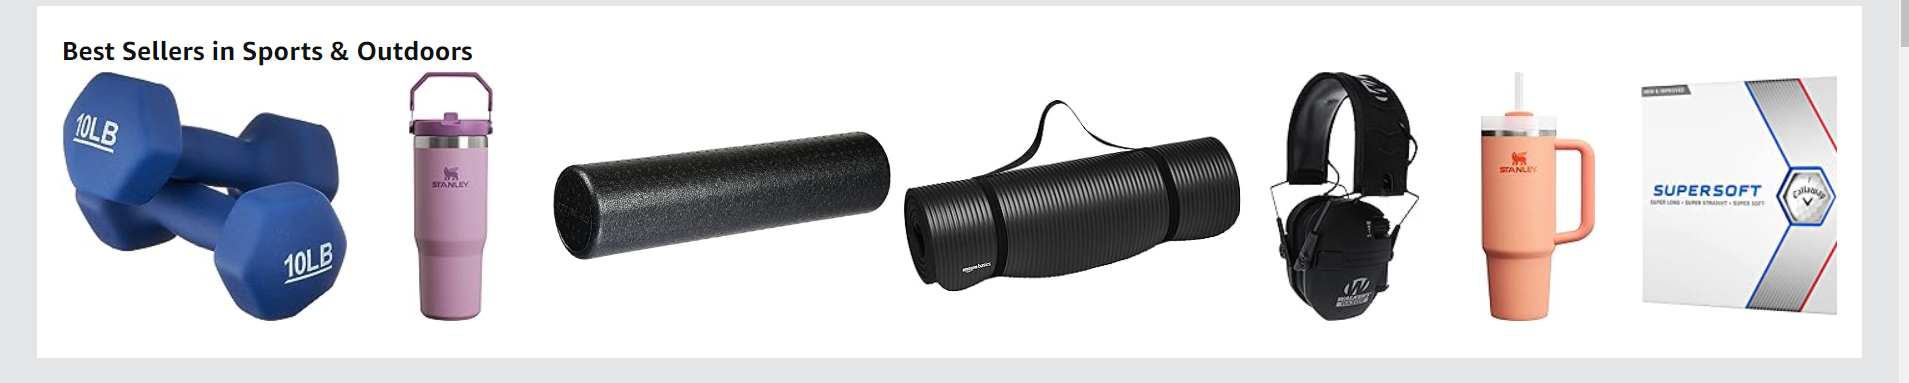 Best Sellers in Sports & Outdoors
10LB
10LB
STANLEY
amazon basics
WALKER'S
STANLEY
NEW & IMPROVED
SUPERSOFT
SUPER LONG • SUPER STRAIGHT • SUPER SOFT
Callaway